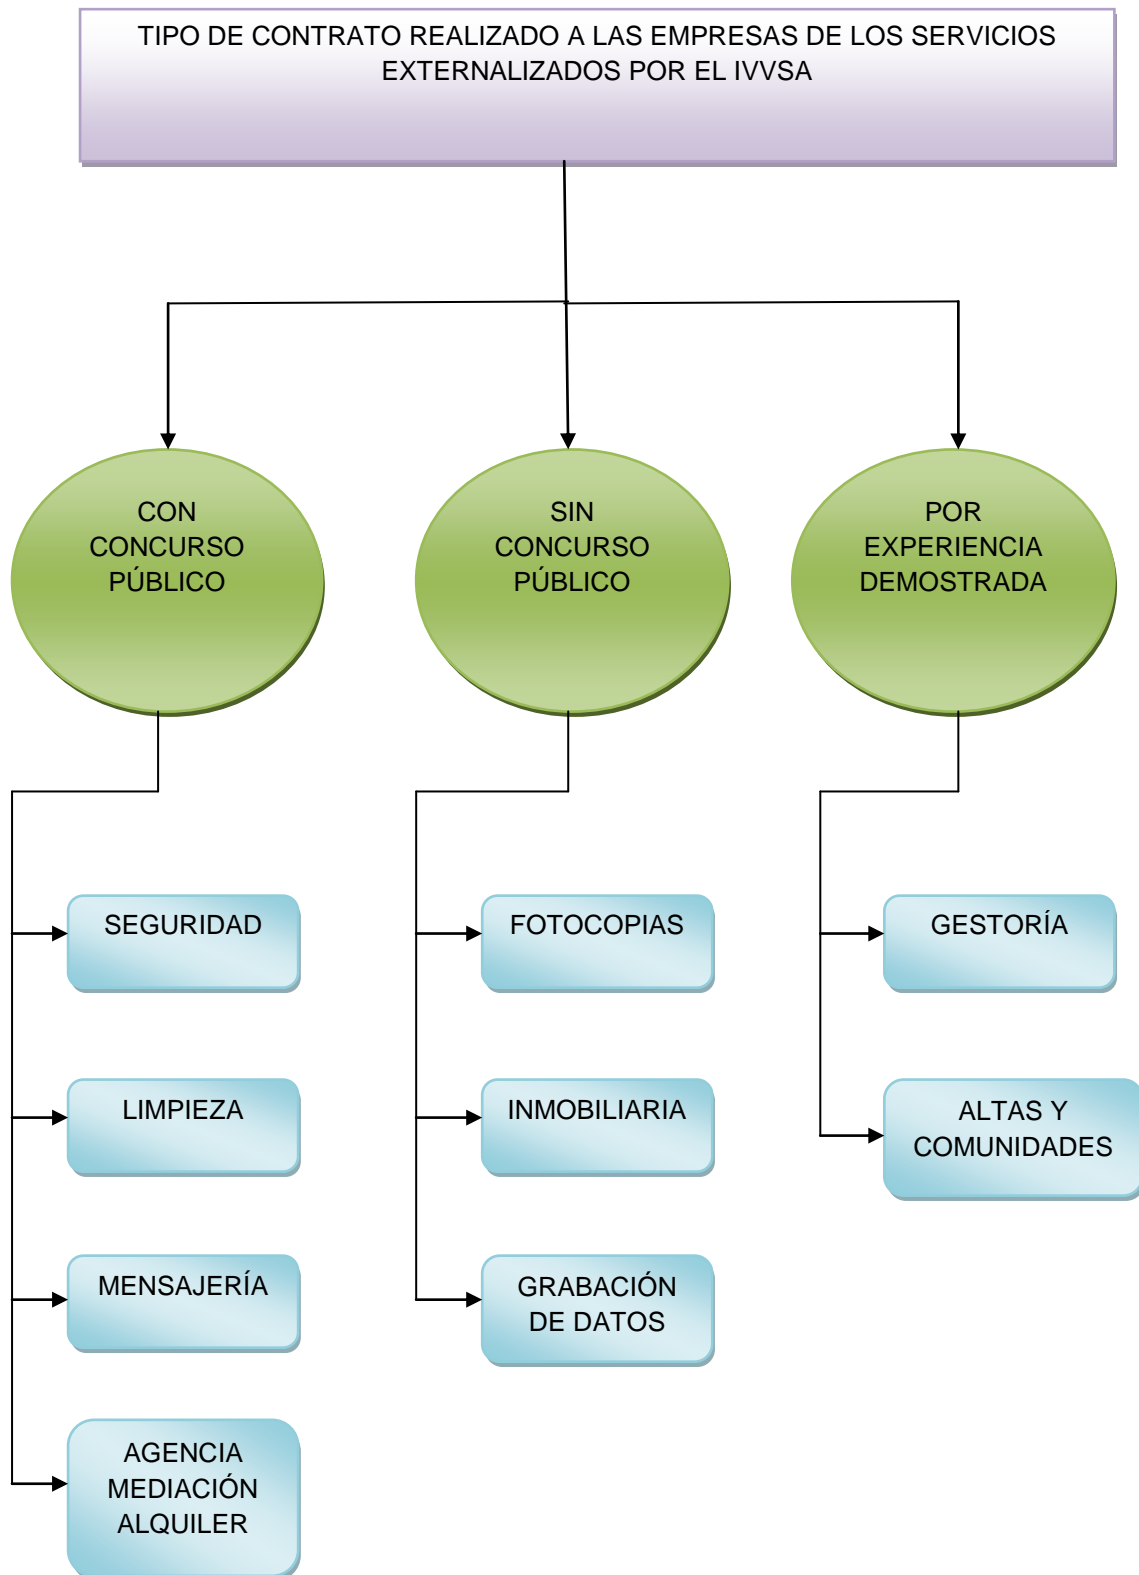 TIPO DE CONTRATO REALIZADO A LAS EMPRESAS DE LOS SERVICIOS
EXTERNALIZADOS POR EL IVVSA
CON
CONCURSO
PÚBLICO
SIN
CONCURSO
PÚBLICO
POR
EXPERIENCIA
DEMOSTRADA
SEGURIDAD
LIMPIEZA
MENSAJERÍA
AGENCIA
MEDIACIÓN
ALQUILER
FOTOCOPIAS
INMOBILIARIA
GRABACIÓN
DE DATOS
GESTORÍA
ALTAS Y
COMUNIDADES